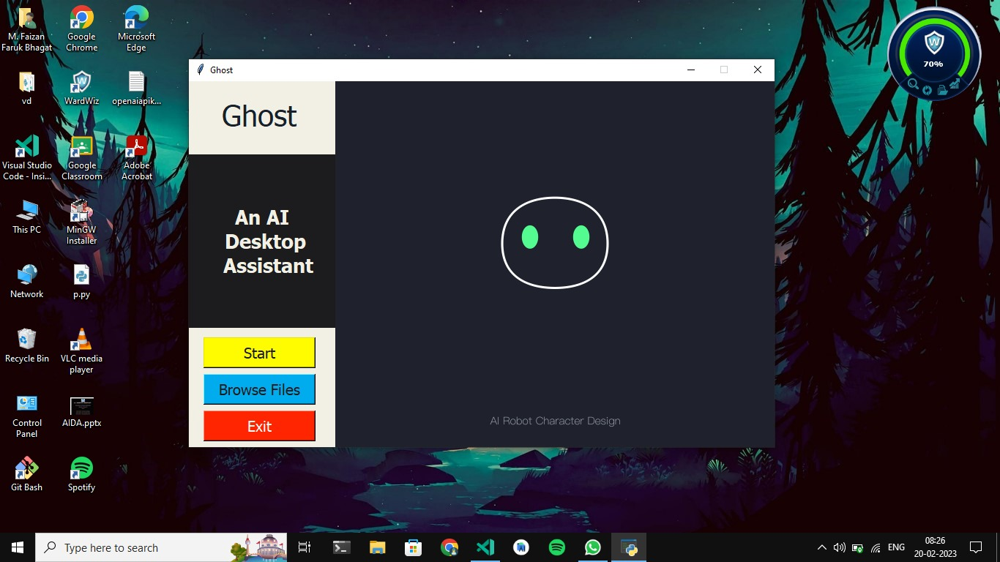 M. Faizan
Faruk Bhagat
Google
Chrome
Microsoft
Edge
vd
WardWiz
openaiapik...
Visual Studio
Code - Insi...
Google
Classroom
Adobe
Acrobat
This PC
MinGW
Installer
Network
p.py
Recycle Bin
VLC media
player
Control
Panel
AIDA.pptx
Git Bash
Spotify
Ghost
Ghost
An AI
Desktop
Assistant
Start
Browse Files
Exit
AI Robot Character Design
W
70%
Type here to search
ENG
08:26
20-02-2023